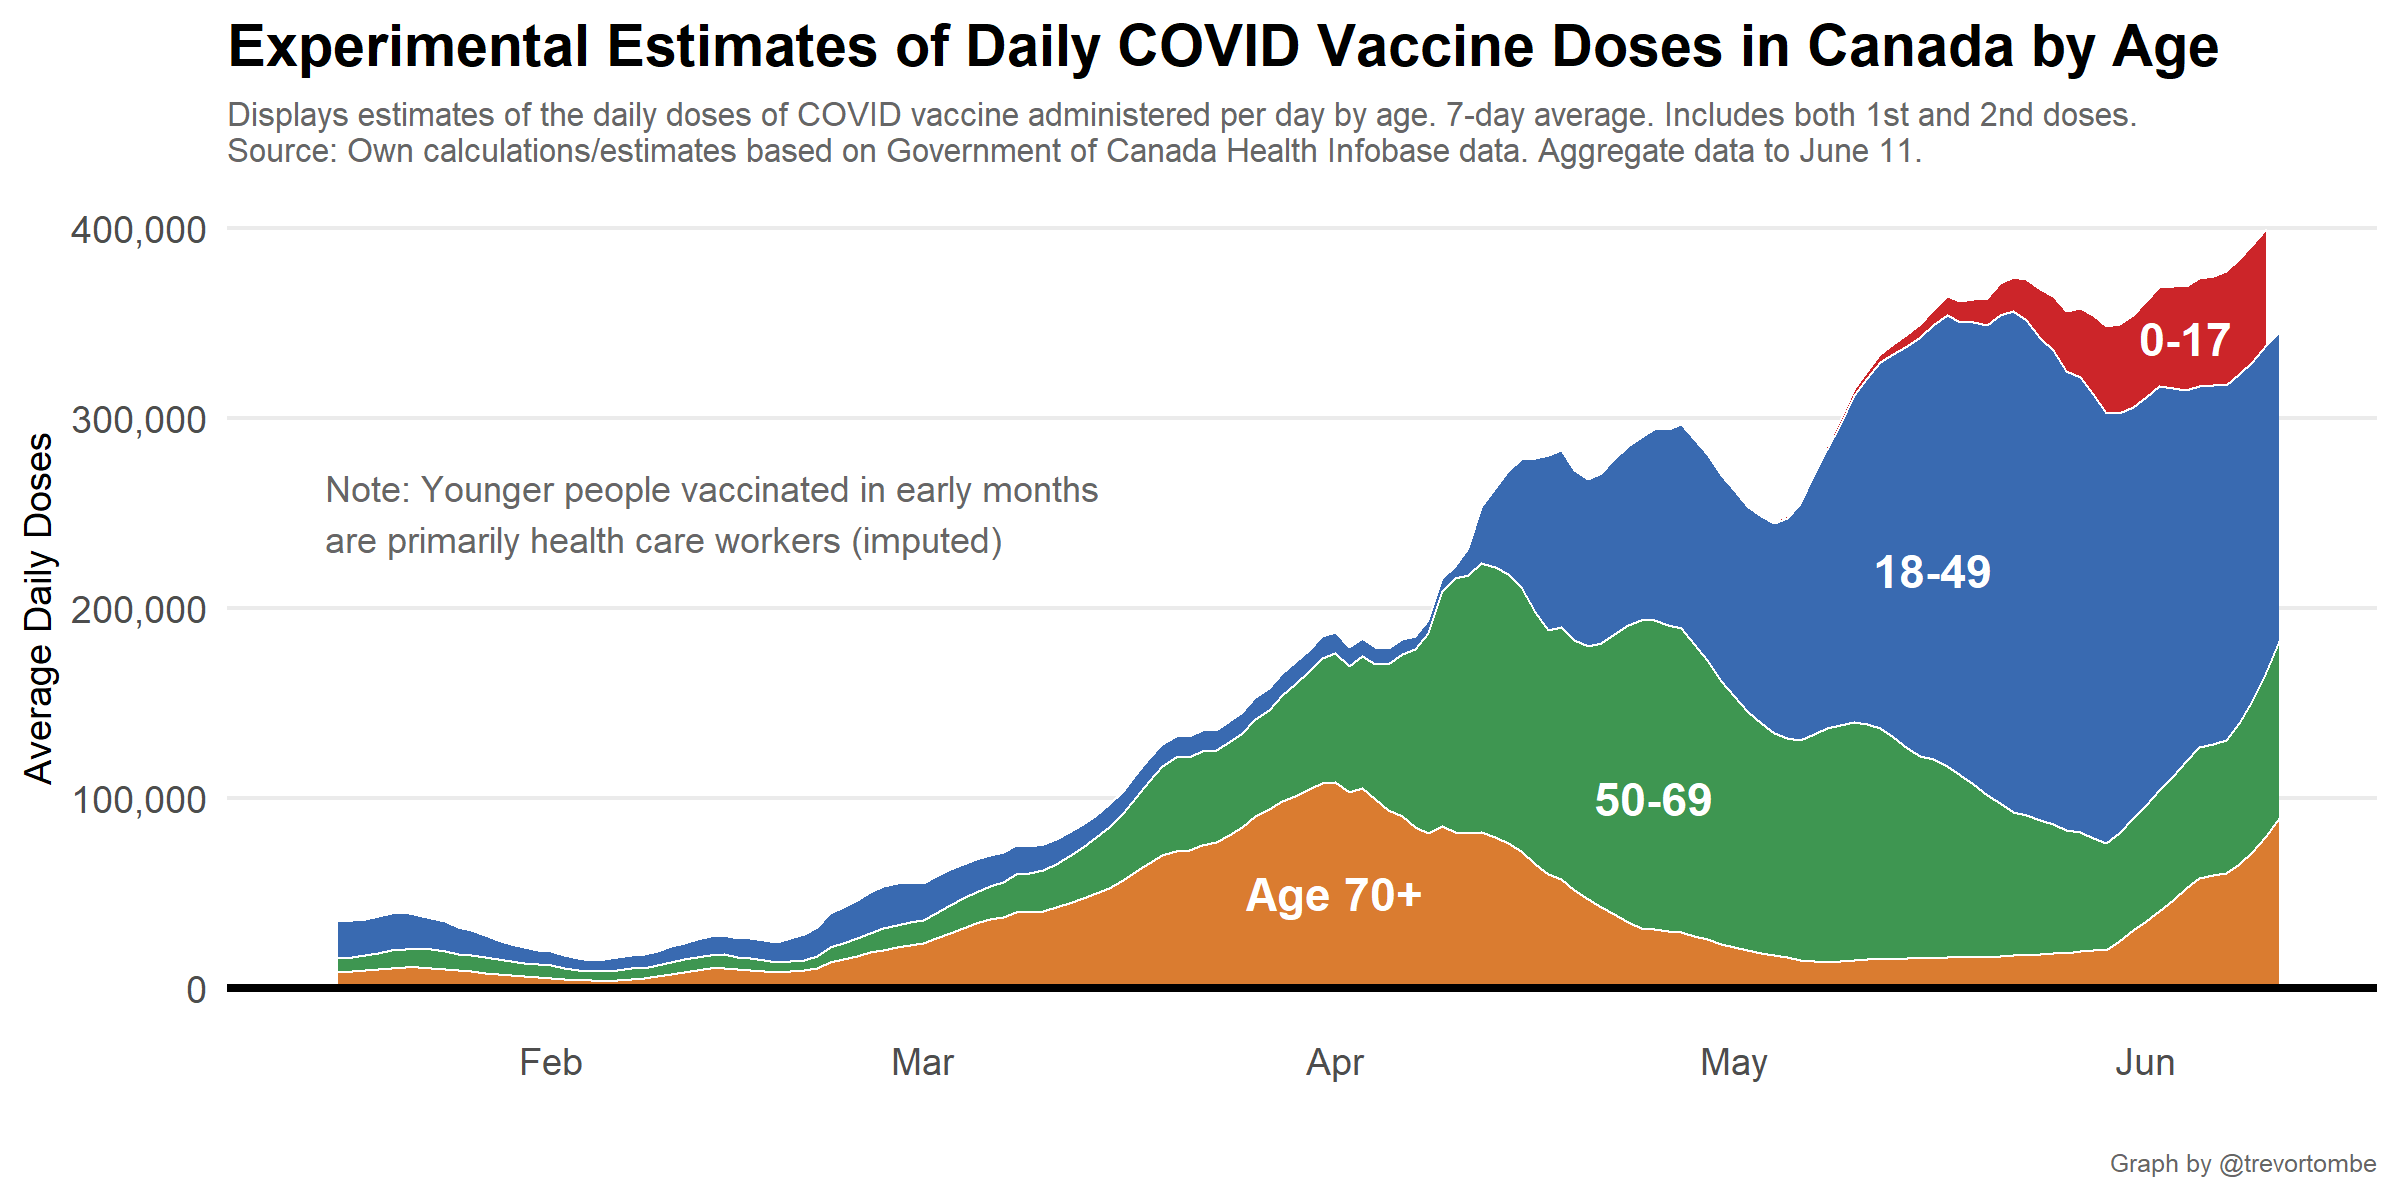 Experimental Estimates of Daily COVID Vaccine Doses in Canada by Age
Displays estimates of the daily doses of COVID vaccine administered per day by age. 7-day average. Includes both 1st and 2nd doses.
Source: Own calculations/estimates based on Government of Canada Health Infobase data. Aggregate data to June 11.
Average Daily Doses
400,000
300,000
200,000
100,000
0
Note: Younger people vaccinated in early months
are primarily health care workers (imputed)
0-17
18-49
50-69
Age 70+
Feb
Mar
Apr
May
Jun
Graph by @trevortombe